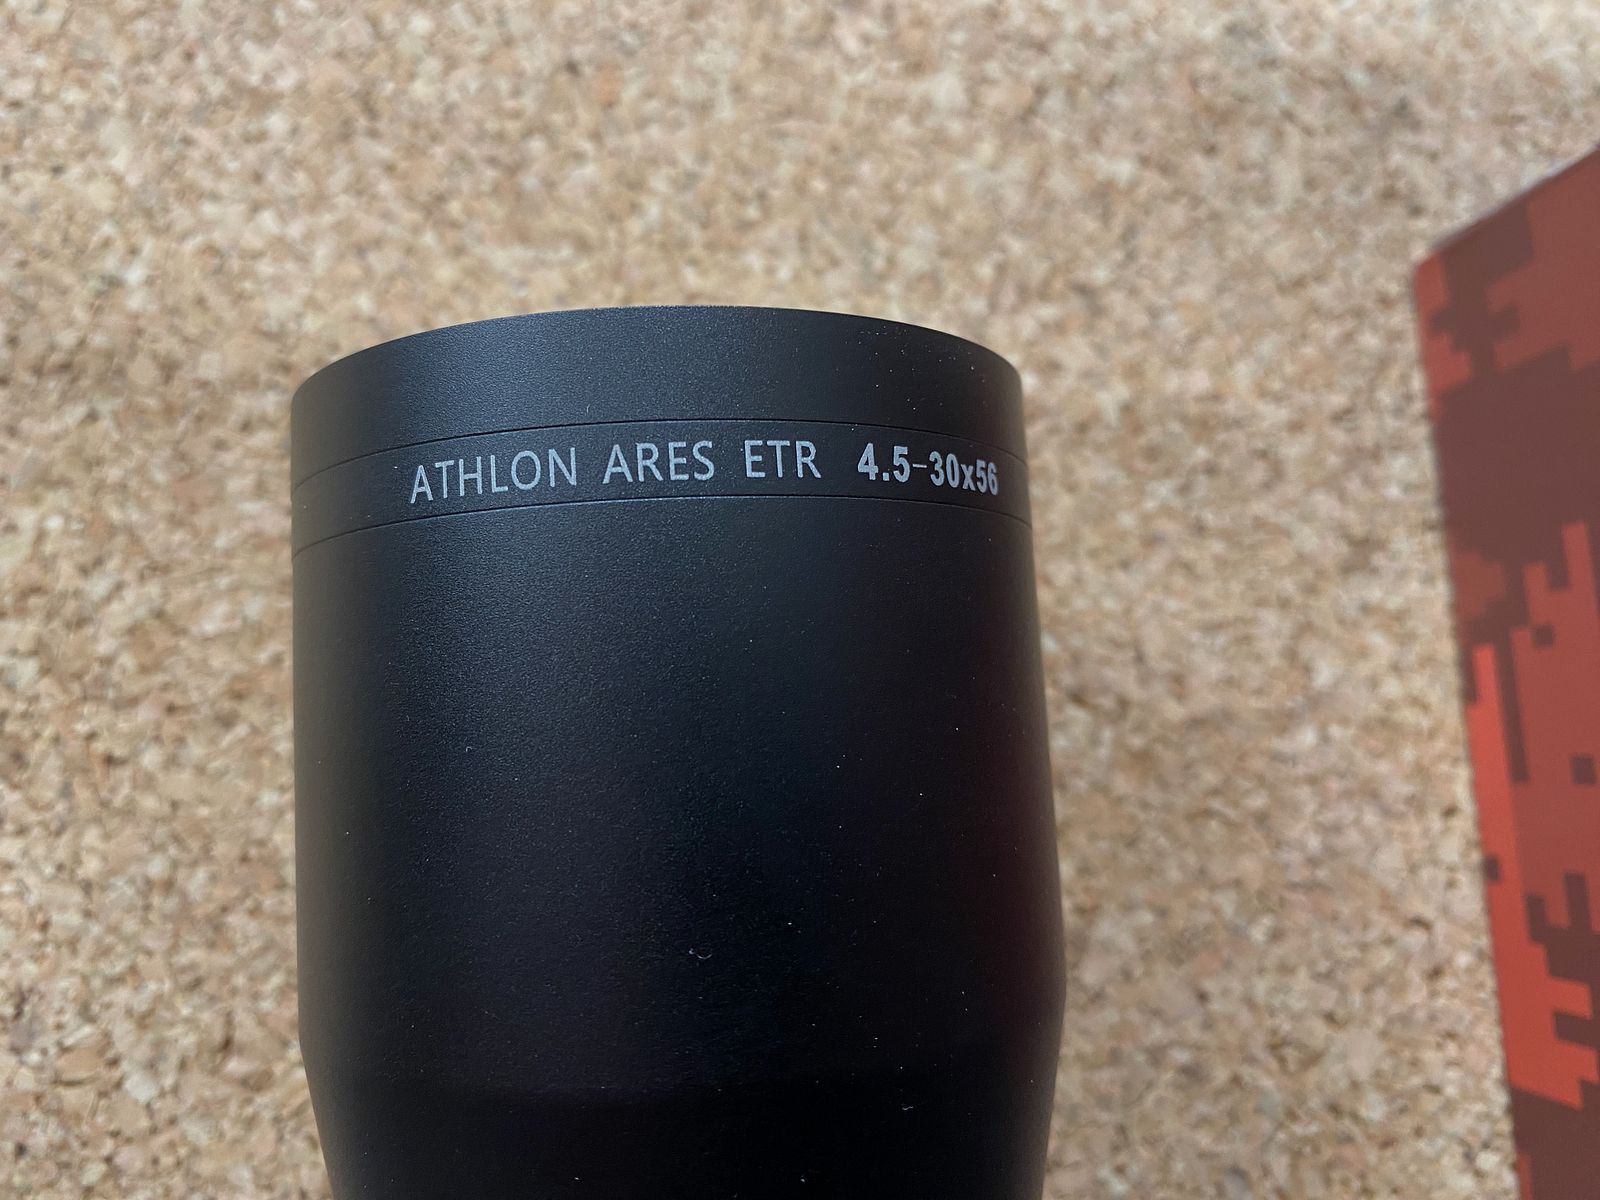 ATHLON ARES ETR 4.5-30x56